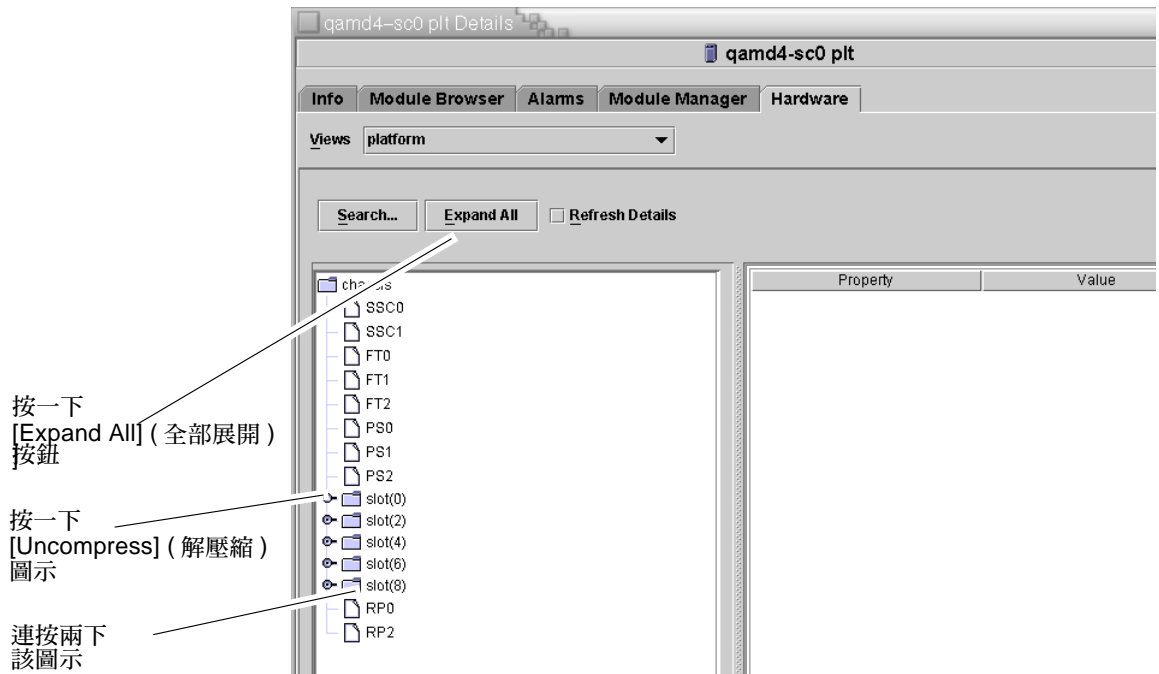 qamd4-sc0 plt Details
qamd4-sc0 plt
Info Module Browser Alarms Module Manager Hardware
Views platform
Search... Expand All Refresh Details
Property Value
SSC0
SSC1
FT0
FT1
FT2
PS0
PS1
PS2
slot(0)
slot(2)
slot(4)
slot(6)
slot(8)
RP0
RP2
按一下
[Expand All] ( 全部展開 )
按鈕
按一下
[Uncompress] ( 解壓縮 )
圖示
連按兩下
該圖示